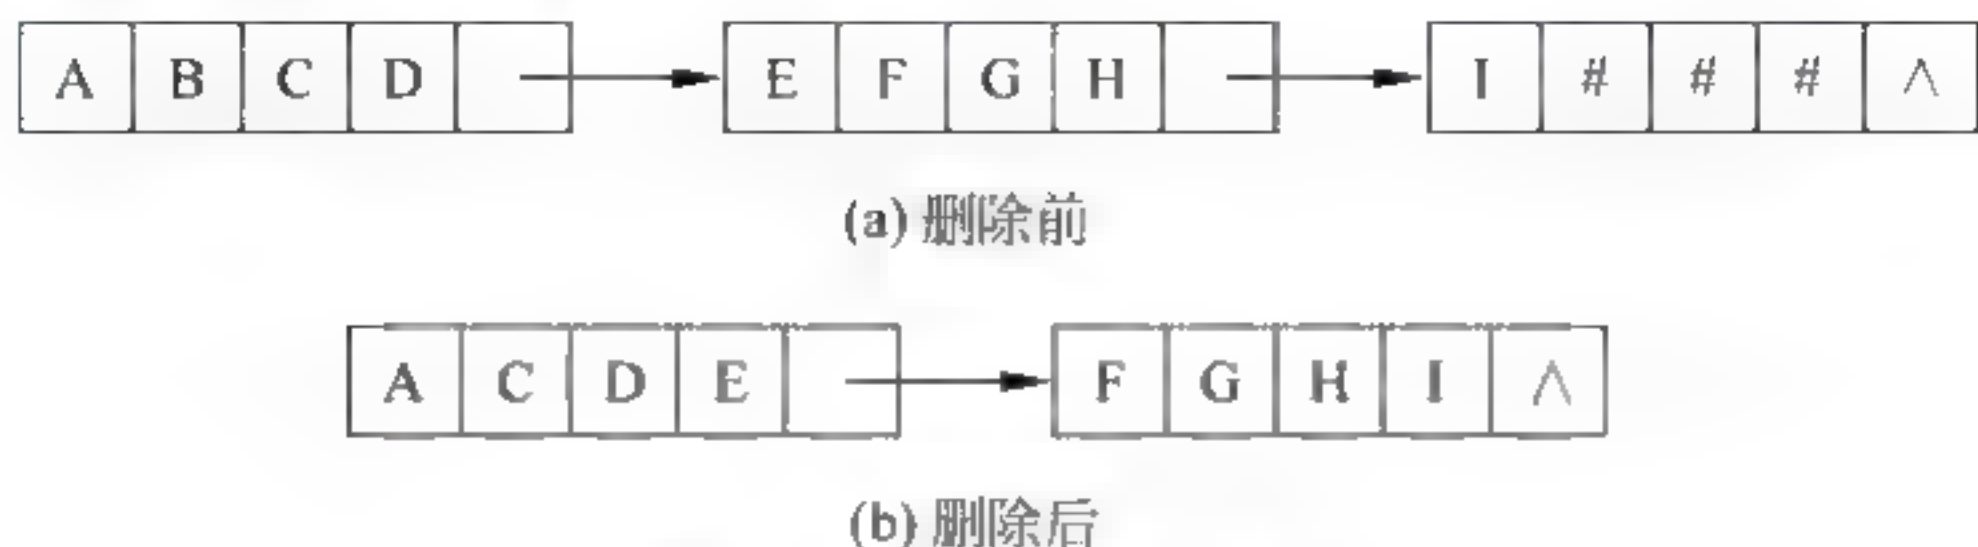 A B C D E F G H I # # # ∧
(a) 删除前
A C D E F G H I ∧
(b) 删除后